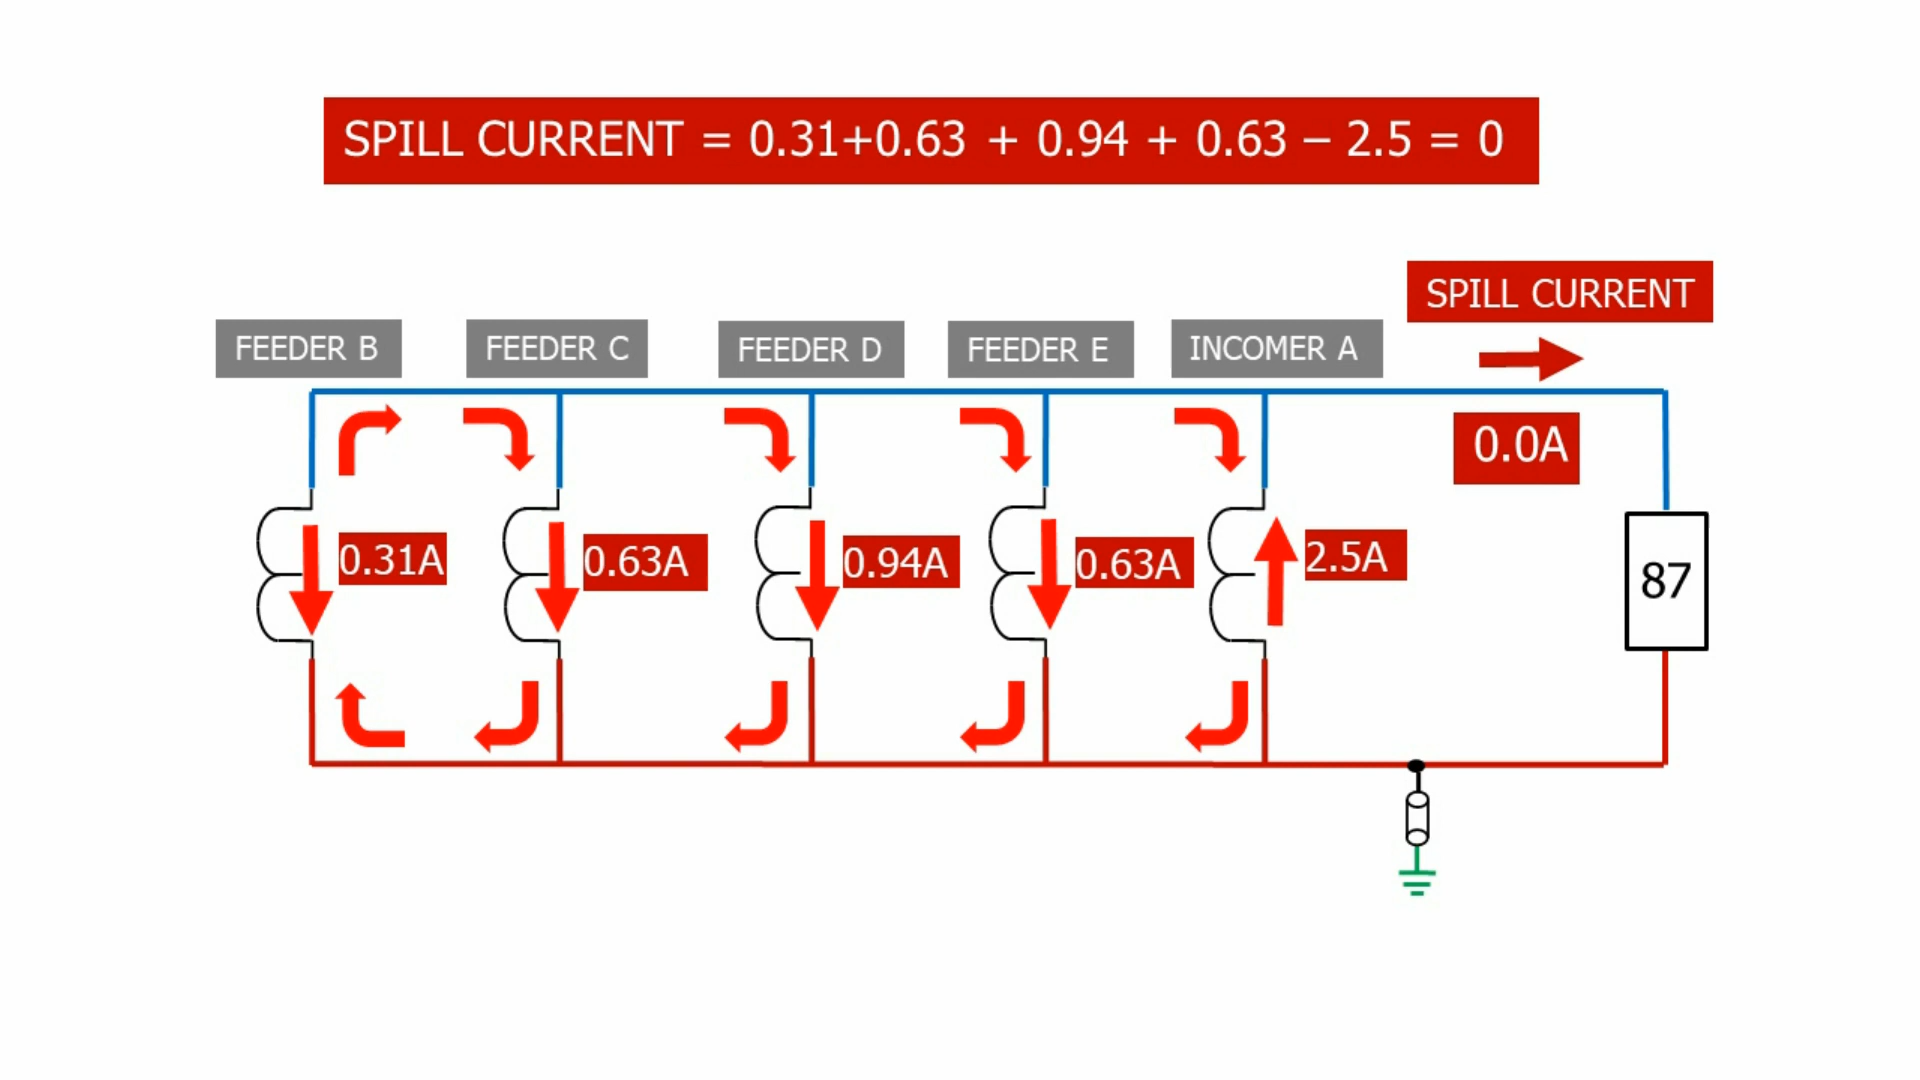 SPILL CURRENT = 0.31+0.63 + 0.94 + 0.63 – 2.5 = 0
SPILL CURRENT
FEEDER B
FEEDER C
FEEDER D
FEEDER E
INCOMER A
0.0A
0.31A
0.63A
0.94A
0.63A
2.5A
87